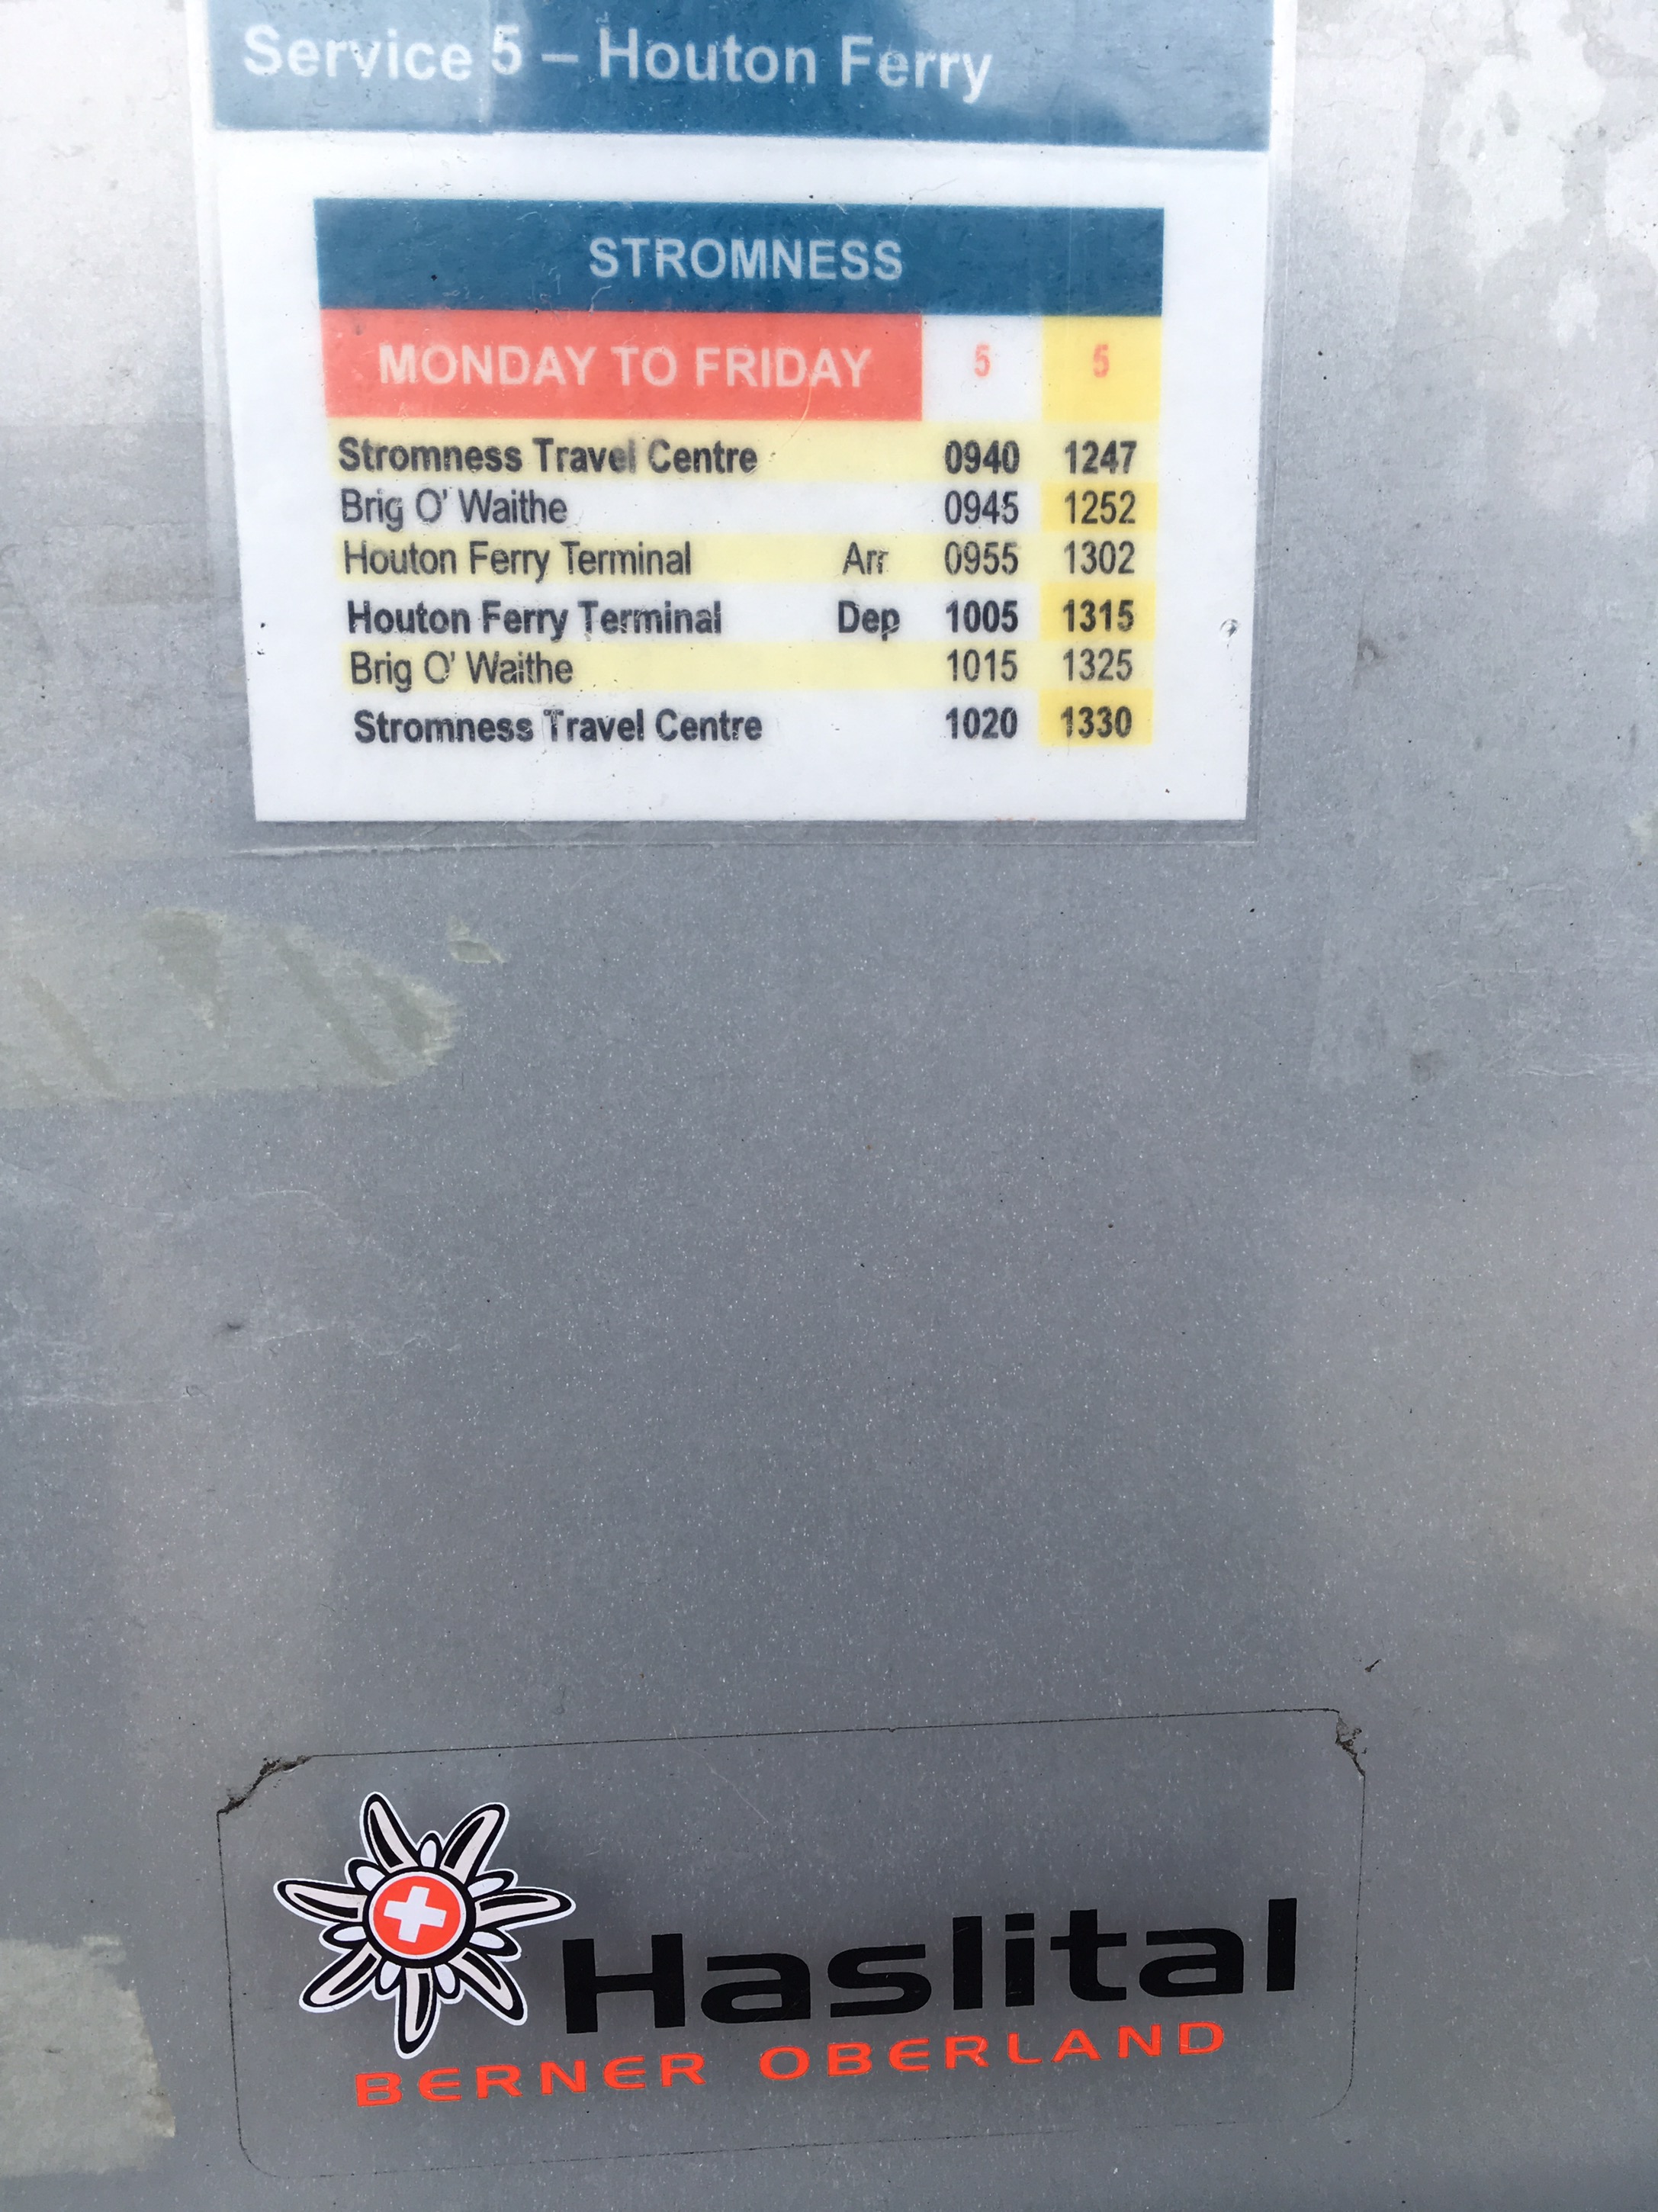 Service 5 – Houton Ferry
STROMNESS
MONDAY TO FRIDAY 5 5
Stromness Travel Centre 0940 1247
Brig O' Waithe 0945 1252
Houton Ferry Terminal Arr 0955 1302
Houton Ferry Terminal Dep 1005 1315
Brig O' Waithe 1015 1325
Stromness Travel Centre 1020 1330
Haslital
BERNER OBERLAND